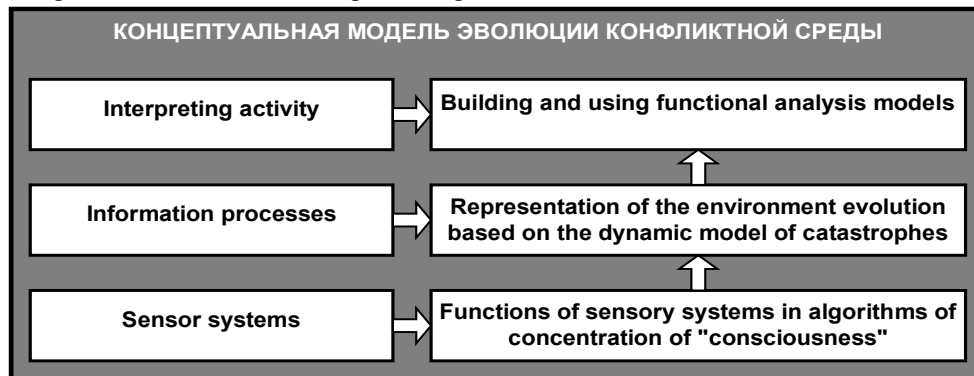 КОНЦЕПТУАЛЬНАЯ МОДЕЛЬ ЭВОЛЮЦИИ КОНФЛИКТНОЙ СРЕДЫ
Interpreting activity
Building and using functional analysis models
Information processes
Representation of the environment evolution
based on the dynamic model of catastrophes
Sensor systems
Functions of sensory systems in algorithms of
concentration of "consciousness"